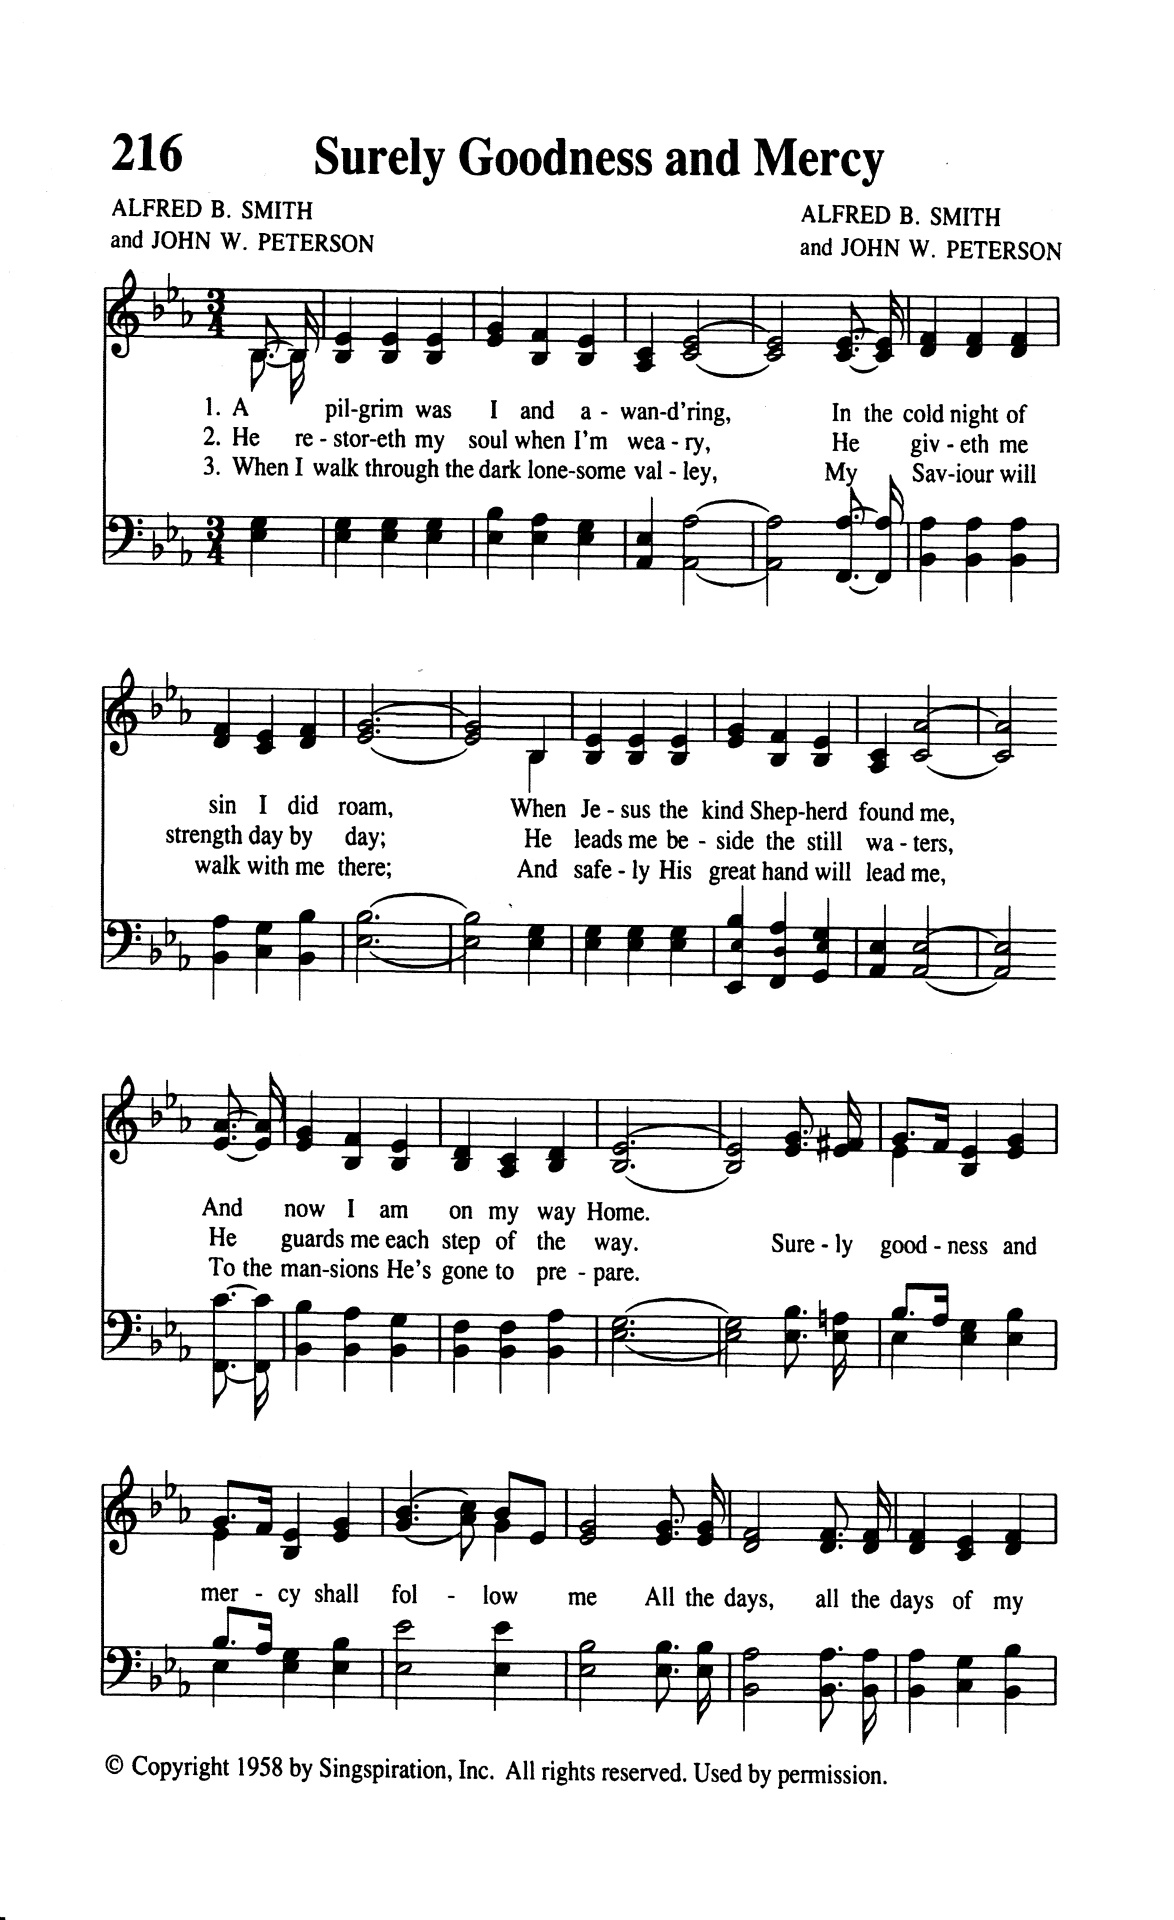 216 Surely Goodness and Mercy
ALFRED B. SMITH ALFRED B. SMITH
and JOHN W. PETERSON and JOHN W. PETERSON
1. A pil-grim was I and a - wan-d'ring, In the cold night of
2. He re - stor-eth my soul when I'm wea - ry, He giv - eth me
3. When I walk through the dark lone-some val - ley, My Sav-iour will
sin I did roam, When Je - sus the kind Shep-herd found me,
strength day by day; He leads me be - side the still wa - ters,
walk with me there; And safe - ly His great hand will lead me,
And now I am on my way Home.
He guards me each step of the way. Sure - ly good - ness and
To the man-sions He's gone to pre - pare.
mer - cy shall fol - low me All the days, all the days of my
© Copyright 1958 by Singspiration, Inc. All rights reserved. Used by permission.